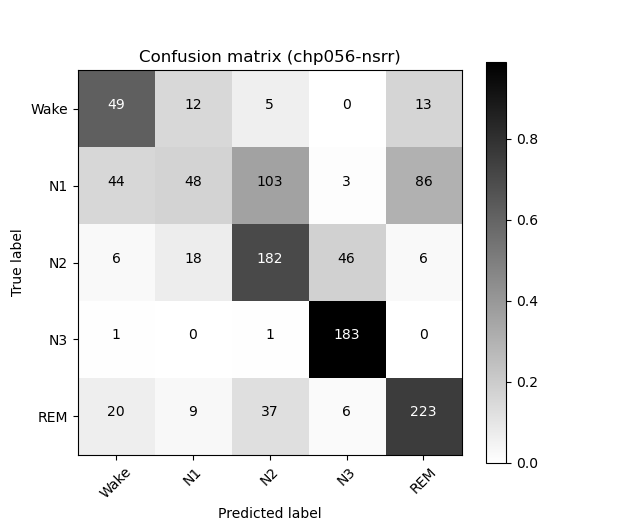 Confusion matrix (chp056-nsrr)
Wake 49 12 5 0 13
N1 44 48 103 3 86
N2 6 18 182 46 6
N3 1 0 1 183 0
REM 20 9 37 6 223
Wake N1 N2 N3 REM
Predicted label
True label
0.8
0.6
0.4
0.2
0.0